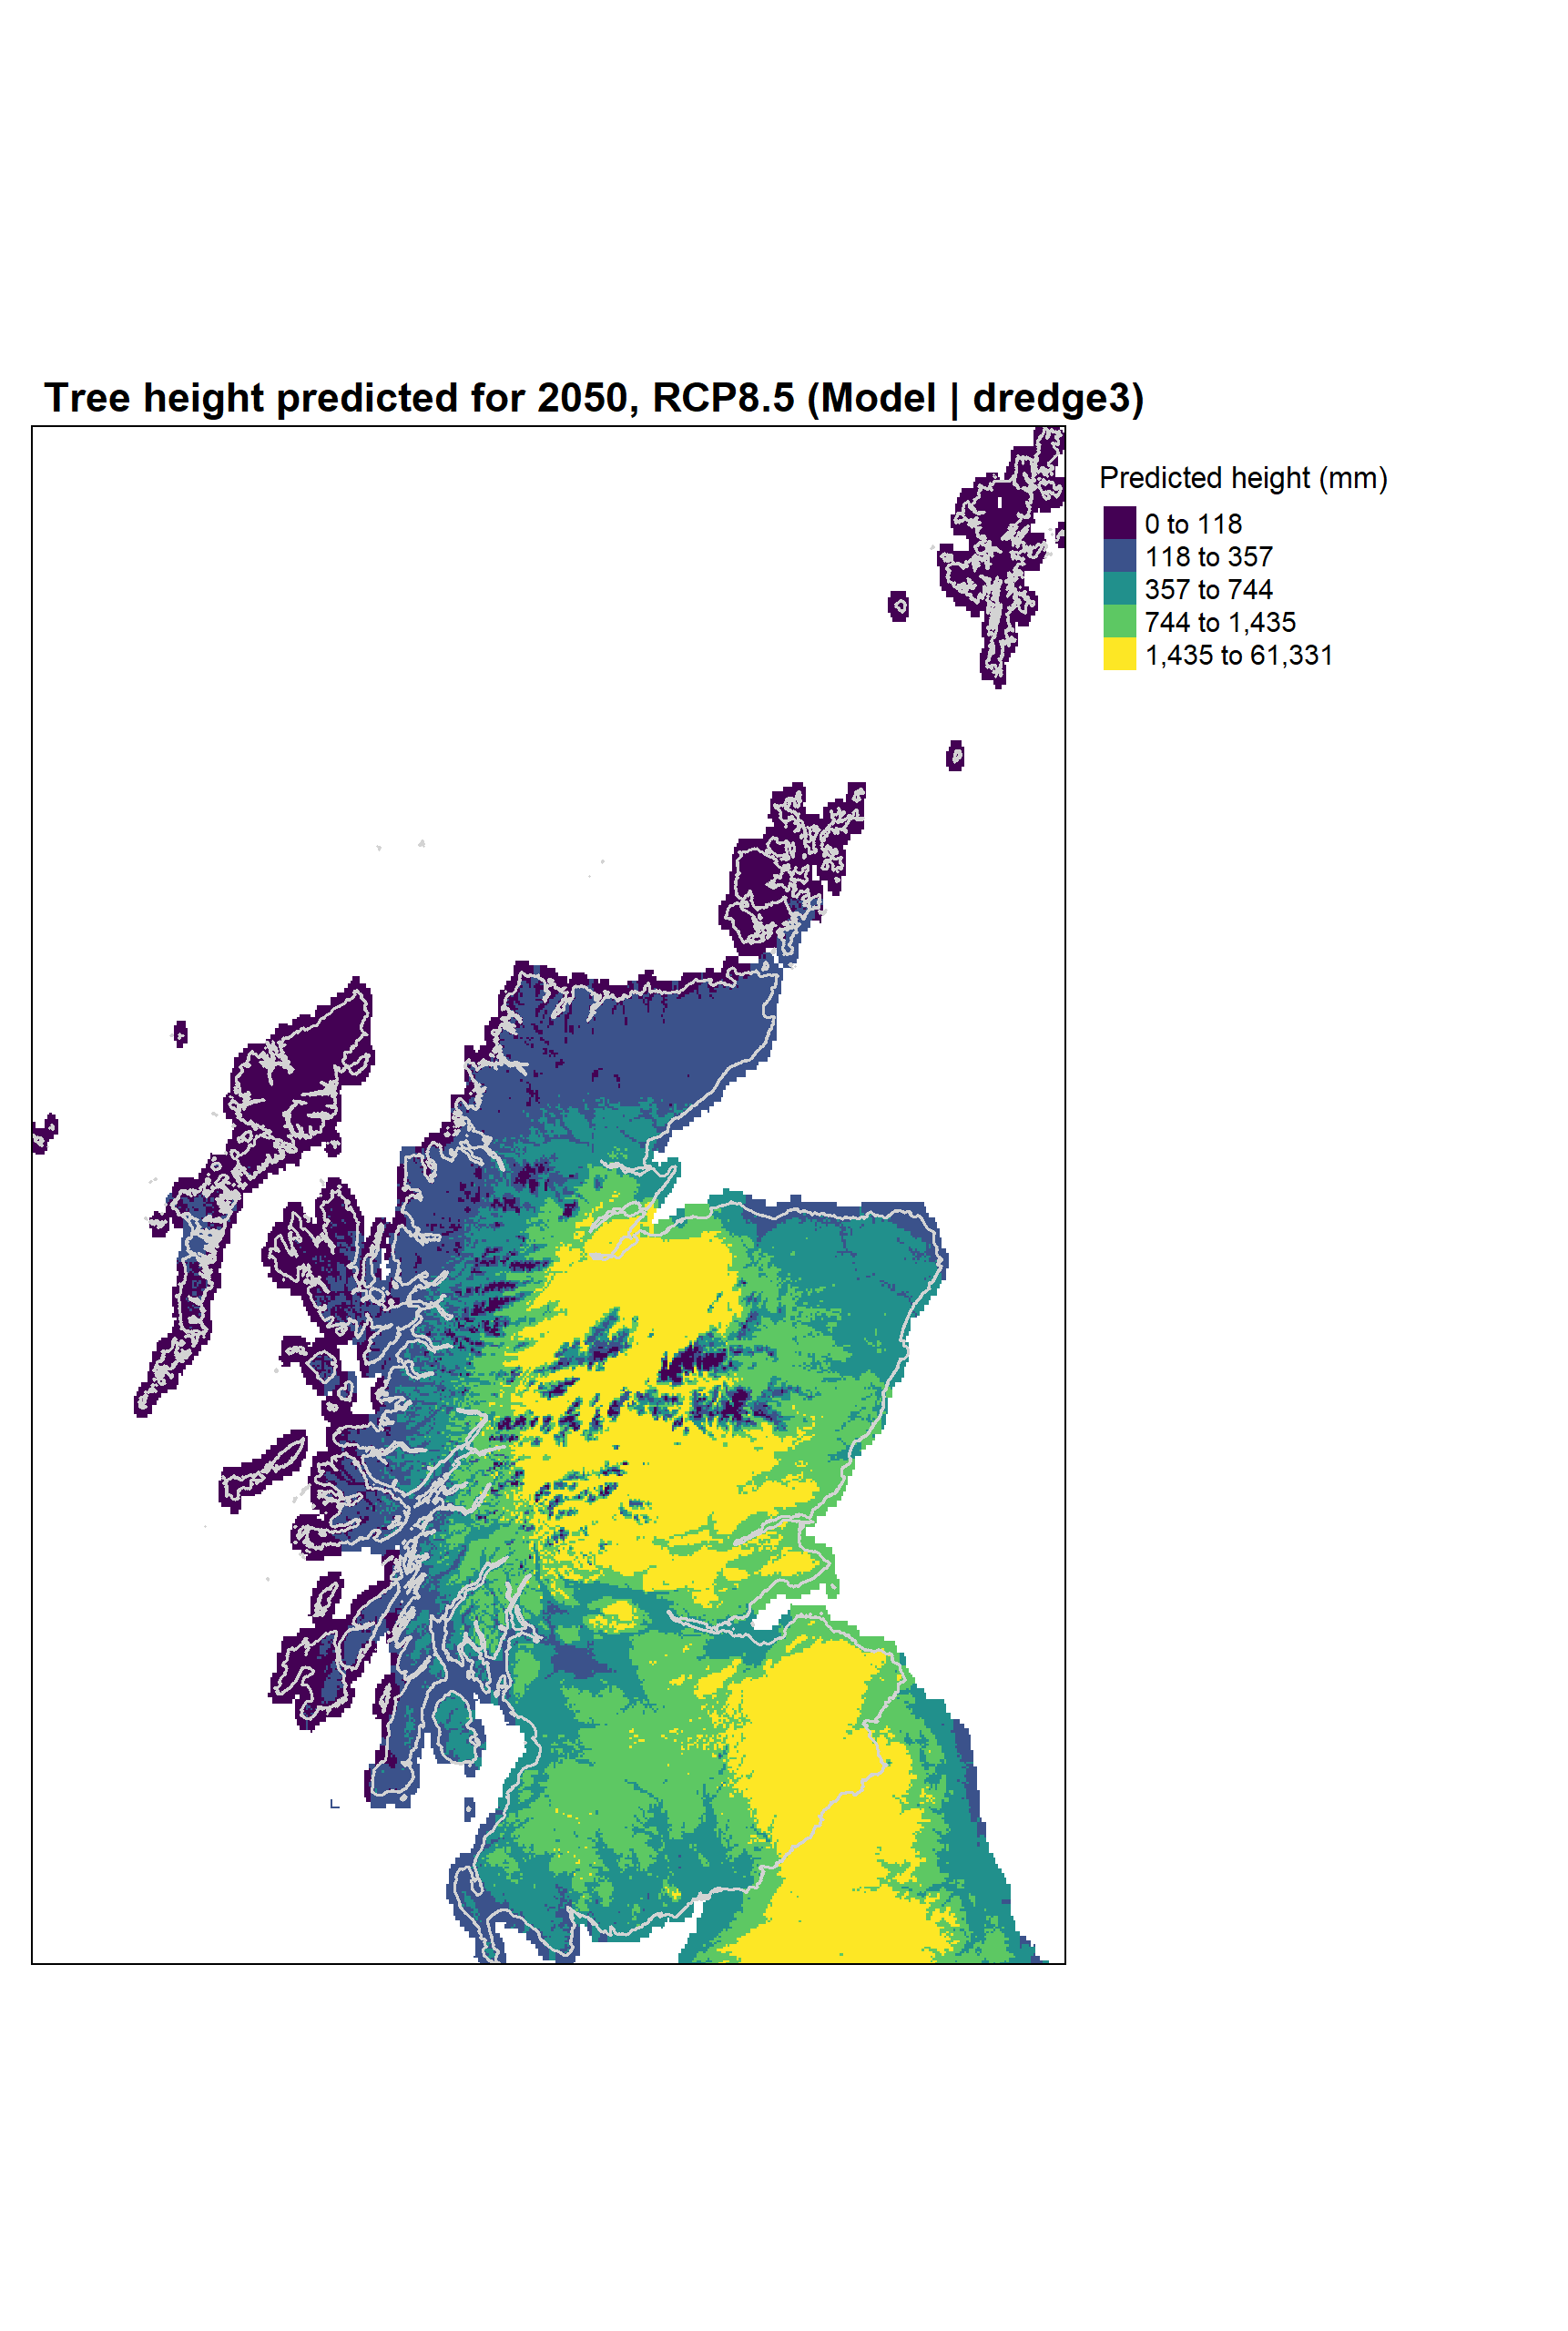 Tree height predicted for 2050, RCP8.5 (Model | dredge3)
Predicted height (mm)
0 to 118
118 to 357
357 to 744
744 to 1,435
1,435 to 61,331